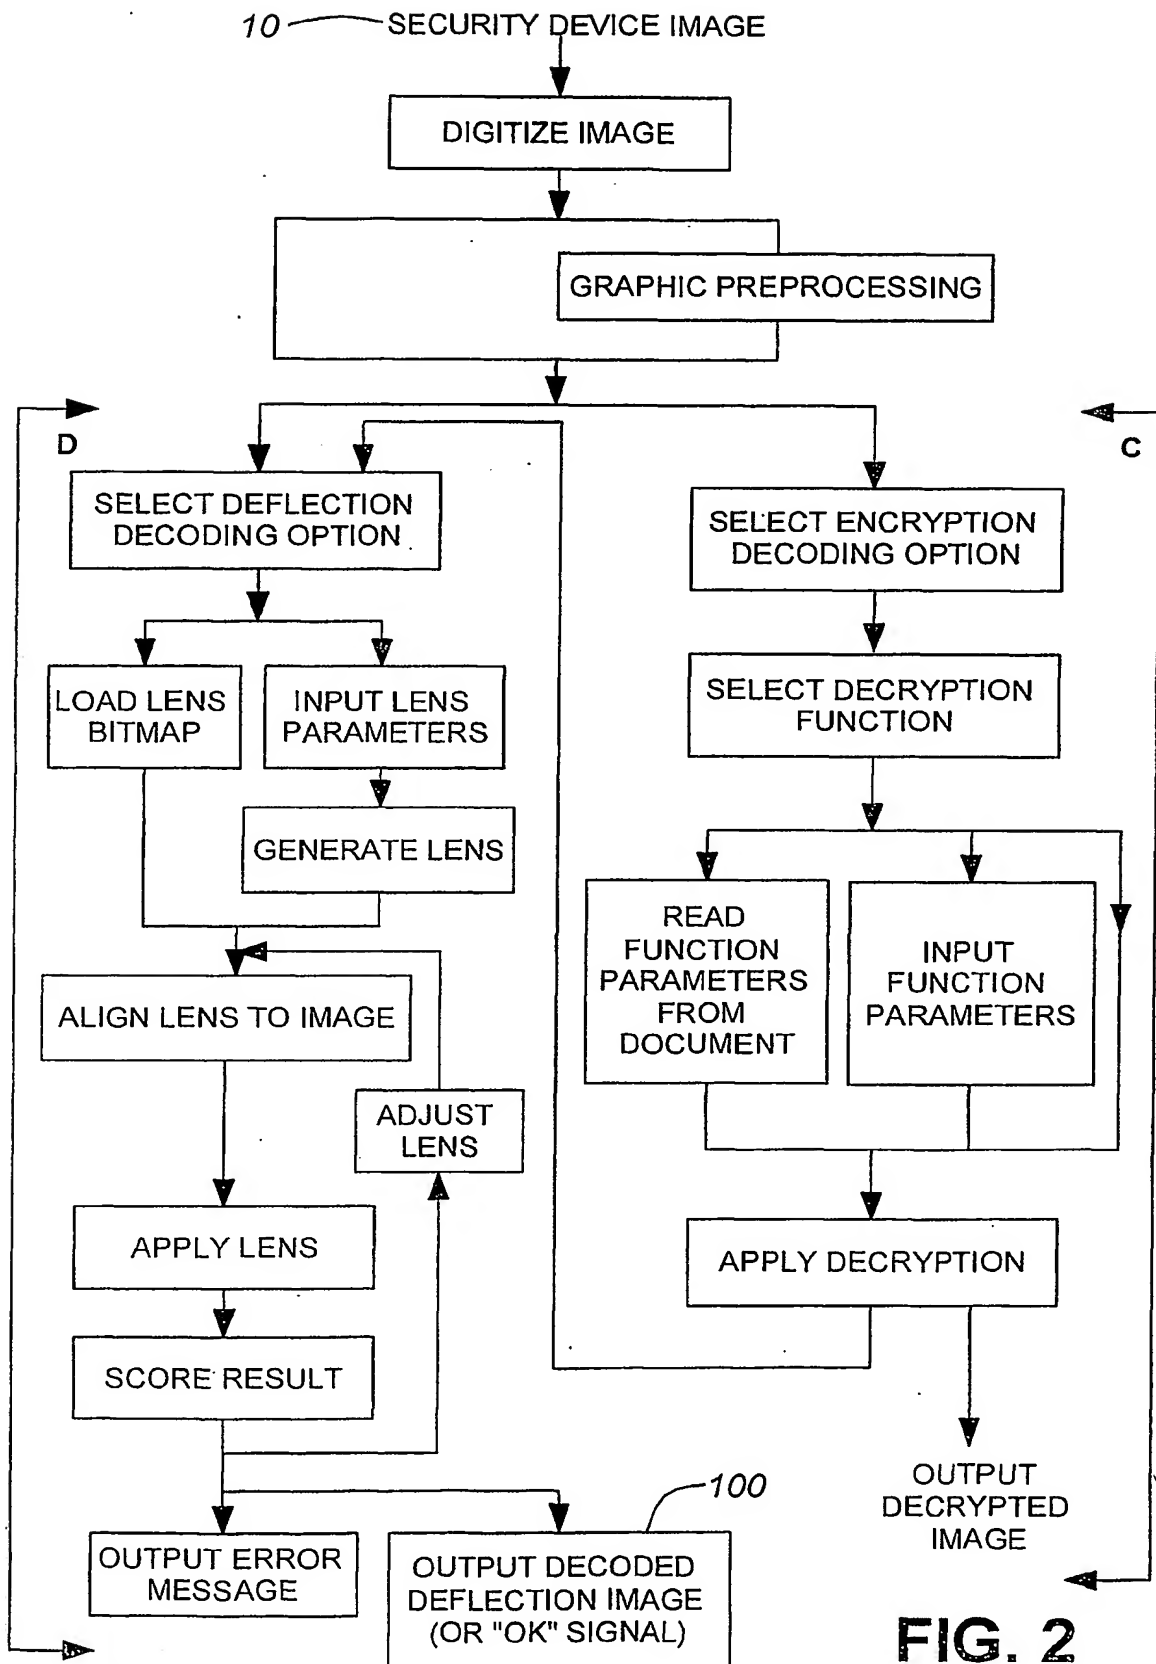 10 SECURITY DEVICE IMAGE
DIGITIZE IMAGE
GRAPHIC PREPROCESSING
D
C
SELECT DEFLECTION
DECODING OPTION
SELECT ENCRYPTION
DECODING OPTION
LOAD LENS
BITMAP
INPUT LENS
PARAMETERS
SELECT DECRYPTION
FUNCTION
GENERATE LENS
READ
FUNCTION
PARAMETERS
FROM
DOCUMENT
INPUT
FUNCTION
PARAMETERS
ALIGN LENS TO IMAGE
ADJUST
LENS
APPLY LENS
APPLY DECRYPTION
SCORE RESULT
OUTPUT
DECRYPTED
IMAGE
100
OUTPUT ERROR
MESSAGE
OUTPUT DECODED
DEFLECTION IMAGE
(OR "OK" SIGNAL)
FIG. 2